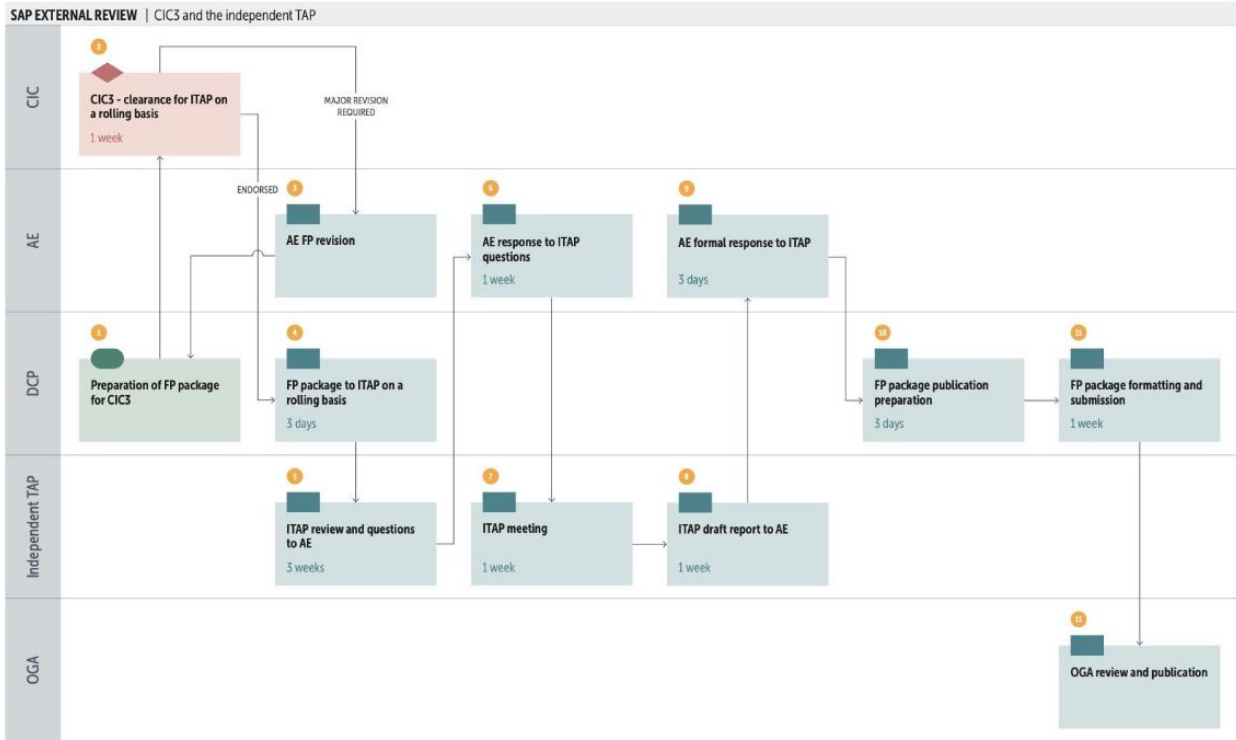 SAP EXTERNAL REVIEW | CIC3 and the independent TAP
CIC
2
CIC3 - clearance for ITAP on
a rolling basis
1 week
MAJOR REVISION
REQUIRED
ENDORSED
AE
3
AE FP revision
6
AE response to ITAP
questions
1 week
9
AE formal response to ITAP
3 days
DCP
1
Preparation of FP package
for CIC3
4
FP package to ITAP on a
rolling basis
3 days
10
FP package publication
preparation
3 days
11
FP package formatting and
submission
1 week
Independent TAP
5
ITAP review and questions
to AE
3 weeks
7
ITAP meeting
1 week
8
ITAP draft report to AE
1 week
OGA
11
OGA review and publication